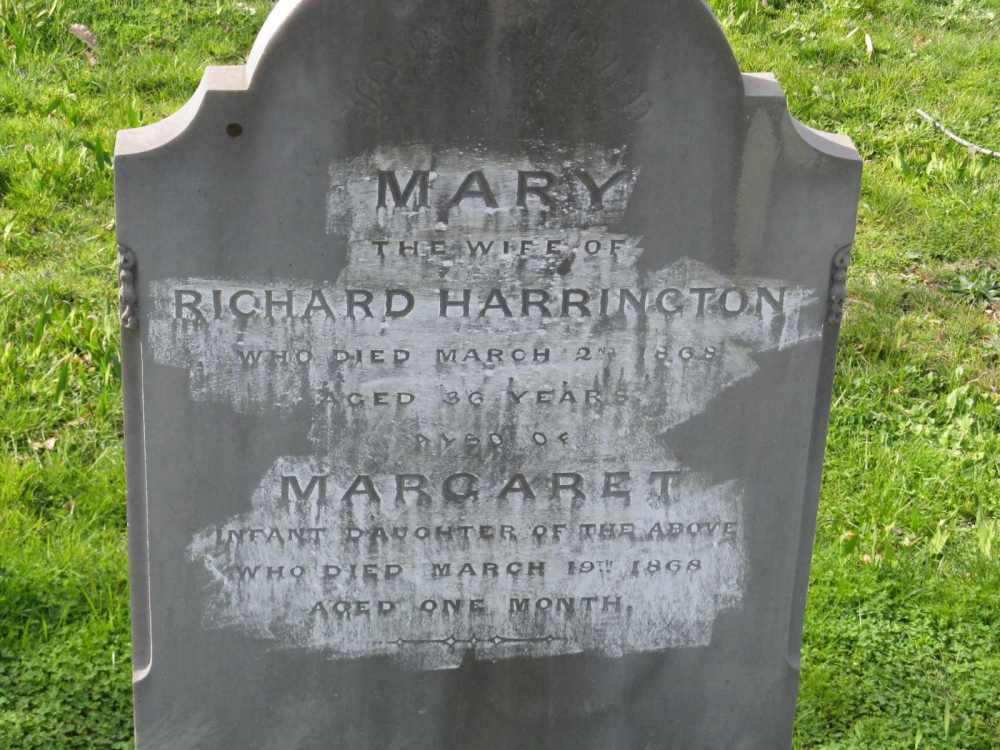 MARY
THE WIFE OF
RICHARD HARRINGTON
WHO DIED MARCH 2ND 1868
AGED 36 YEARS
ALSO OF
MARGARET
INFANT DAUGHTER OF THE ABOVE
WHO DIED MARCH 19TH 1868
AGED ONE MONTH.